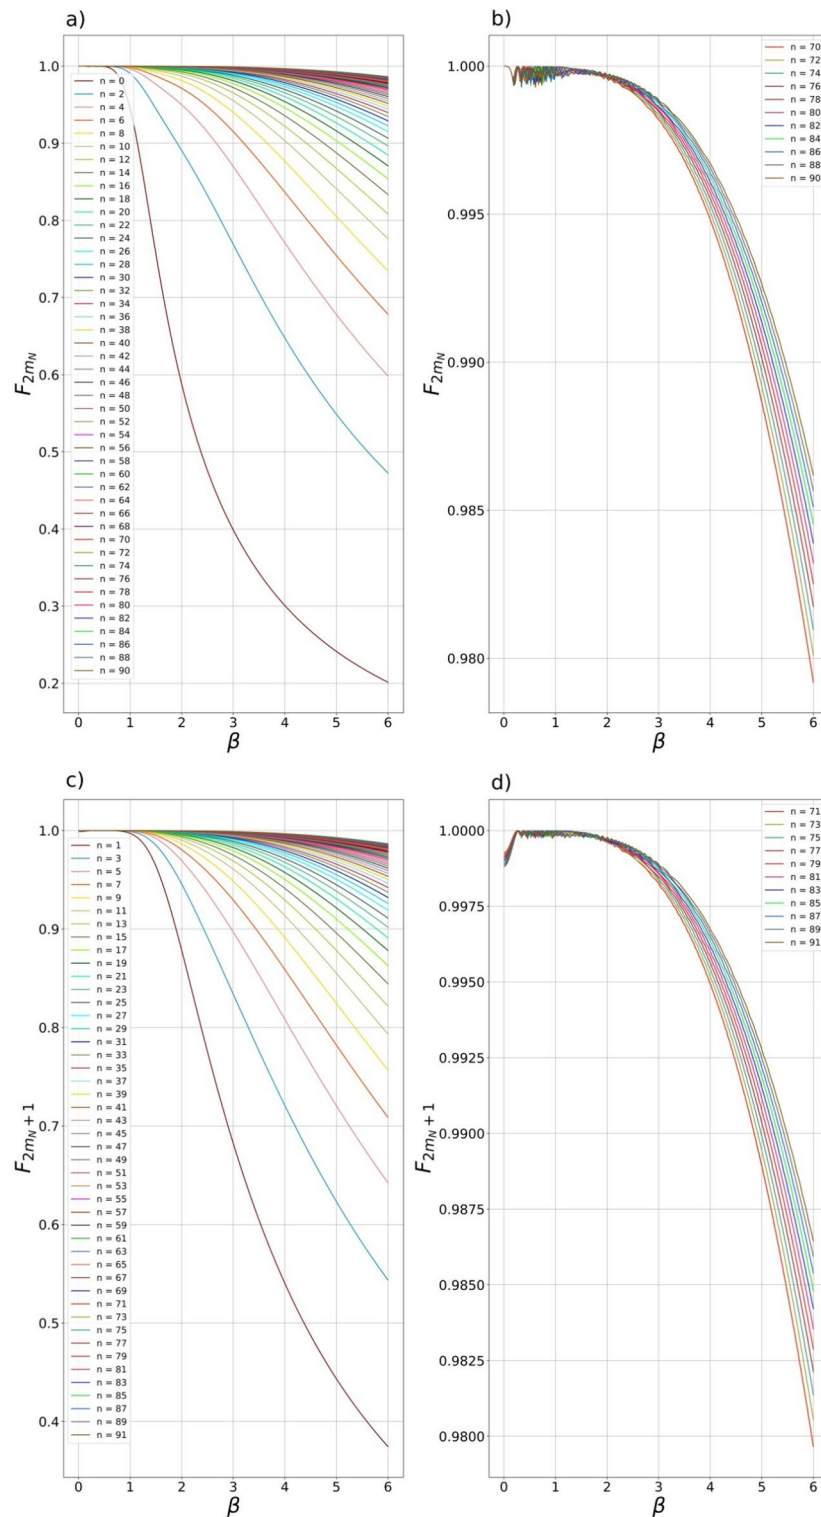 a)
F2mN
1.0
0.9
0.8
0.7
0.6
0.5
0.4
0.3
0.2
n = 0
n = 2
n = 4
n = 6
n = 8
n = 10
n = 12
n = 14
n = 16
n = 18
n = 20
n = 22
n = 24
n = 26
n = 28
n = 30
n = 32
n = 34
n = 36
n = 38
n = 40
n = 42
n = 44
n = 46
n = 48
n = 50
n = 52
n = 54
n = 56
n = 58
n = 60
n = 62
n = 64
n = 66
n = 68
n = 70
n = 72
n = 74
n = 76
n = 78
n = 80
n = 82
n = 84
n = 86
n = 88
n = 90
0 1 2 3 4 5 6
β
b)
F2mN
1.000
0.995
0.990
0.985
0.980
n = 70
n = 72
n = 74
n = 76
n = 78
n = 80
n = 82
n = 84
n = 86
n = 88
n = 90
0 1 2 3 4 5 6
β
c)
F2mN + 1
1.0
0.9
0.8
0.7
0.6
0.5
0.4
n = 1
n = 3
n = 5
n = 7
n = 9
n = 11
n = 13
n = 15
n = 17
n = 19
n = 21
n = 23
n = 25
n = 27
n = 29
n = 31
n = 33
n = 35
n = 37
n = 39
n = 41
n = 43
n = 45
n = 47
n = 49
n = 51
n = 53
n = 55
n = 57
n = 59
n = 61
n = 63
n = 65
n = 67
n = 69
n = 71
n = 73
n = 75
n = 77
n = 79
n = 81
n = 83
n = 85
n = 87
n = 89
n = 91
0 1 2 3 4 5 6
β
d)
F2mN + 1
1.0000
0.9975
0.9950
0.9925
0.9900
0.9875
0.9850
0.9825
0.9800
n = 71
n = 73
n = 75
n = 77
n = 79
n = 81
n = 83
n = 85
n = 87
n = 89
n = 91
0 1 2 3 4 5 6
β